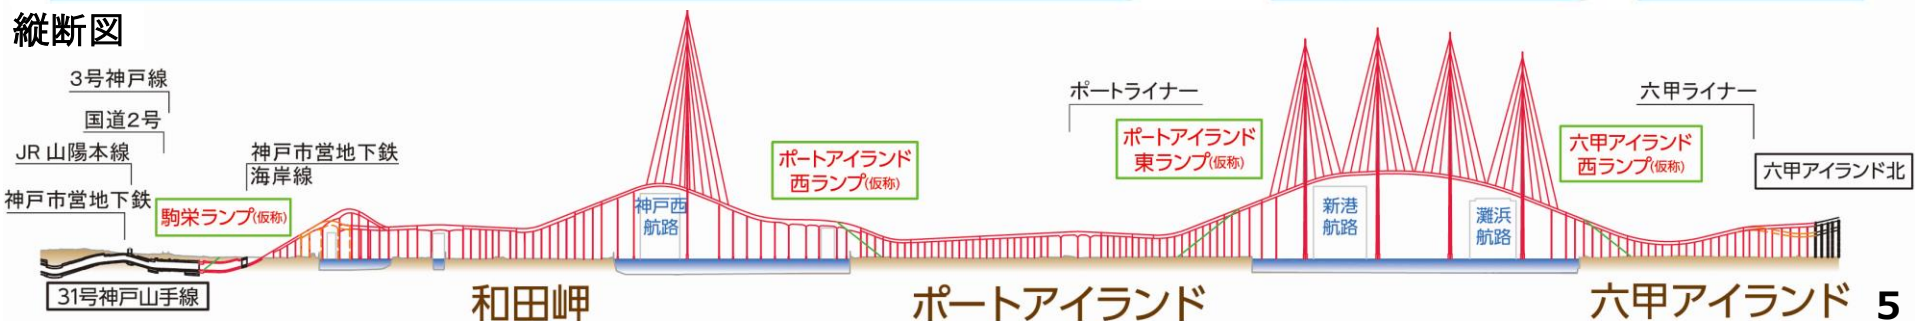 縦断図
3号神戸線
国道2号
JR 山陽本線
神戸市営地下鉄
神戸市営地下鉄
海岸線
駒栄ランプ(仮称)
31号神戸山手線
神戸西
航路
ポートアイランド
西ランプ(仮称)
ポートライナー
ポートアイランド
東ランプ(仮称)
新港
航路
灘浜
航路
六甲アイランド
西ランプ(仮称)
六甲ライナー
六甲アイランド北
和田岬
ポートアイランド
六甲アイランド
5